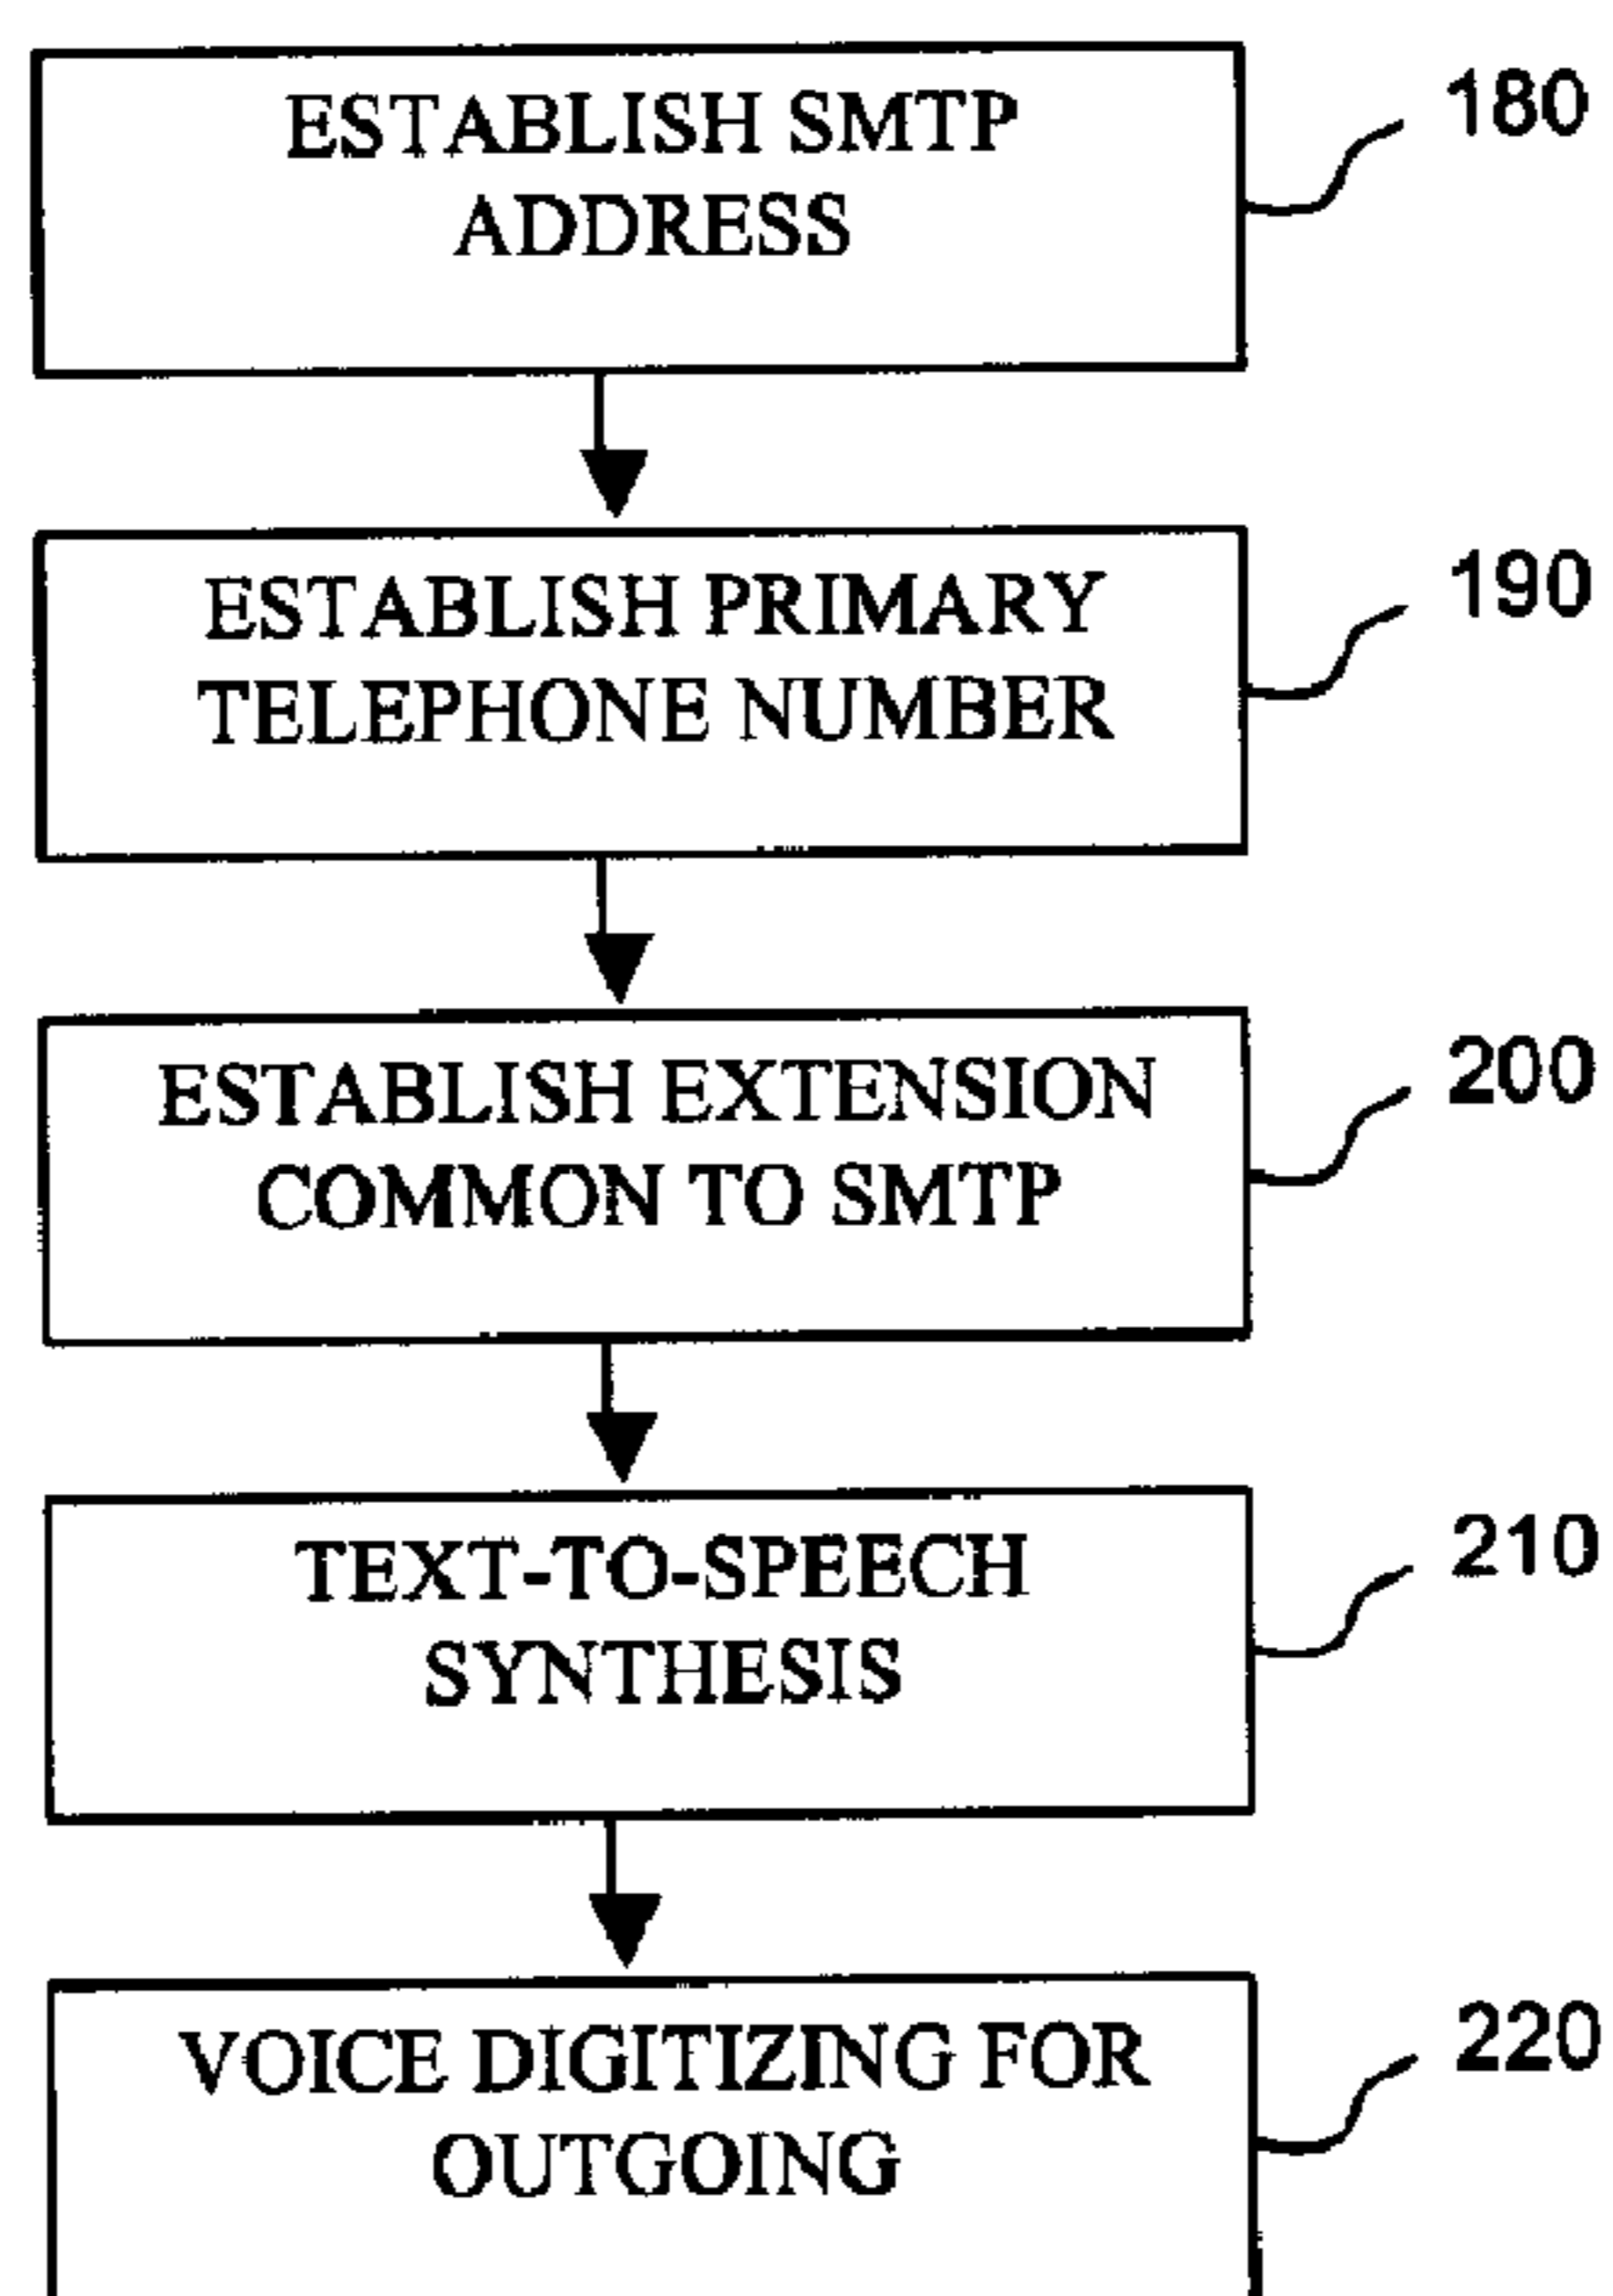 ESTABLISH SMTP
ADDRESS
180
ESTABLISH PRIMARY
TELEPHONE NUMBER
190
ESTABLISH EXTENSION
COMMON TO SMTP
200
TEXT-TO-SPEECH
SYNTHESIS
210
VOICE DIGITIZING FOR
OUTGOING
220